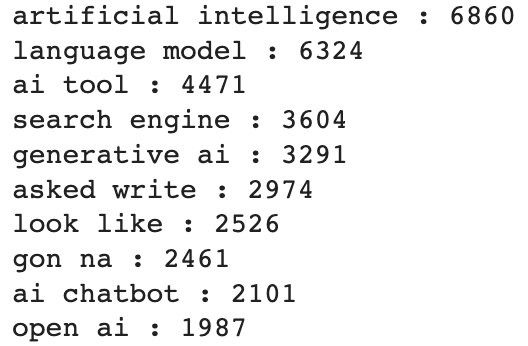 artificial intelligence : 6860
language model : 6324
ai tool : 4471
search engine : 3604
generative ai : 3291
asked write : 2974
look like : 2526
gon na : 2461
ai chatbot : 2101
open ai : 1987